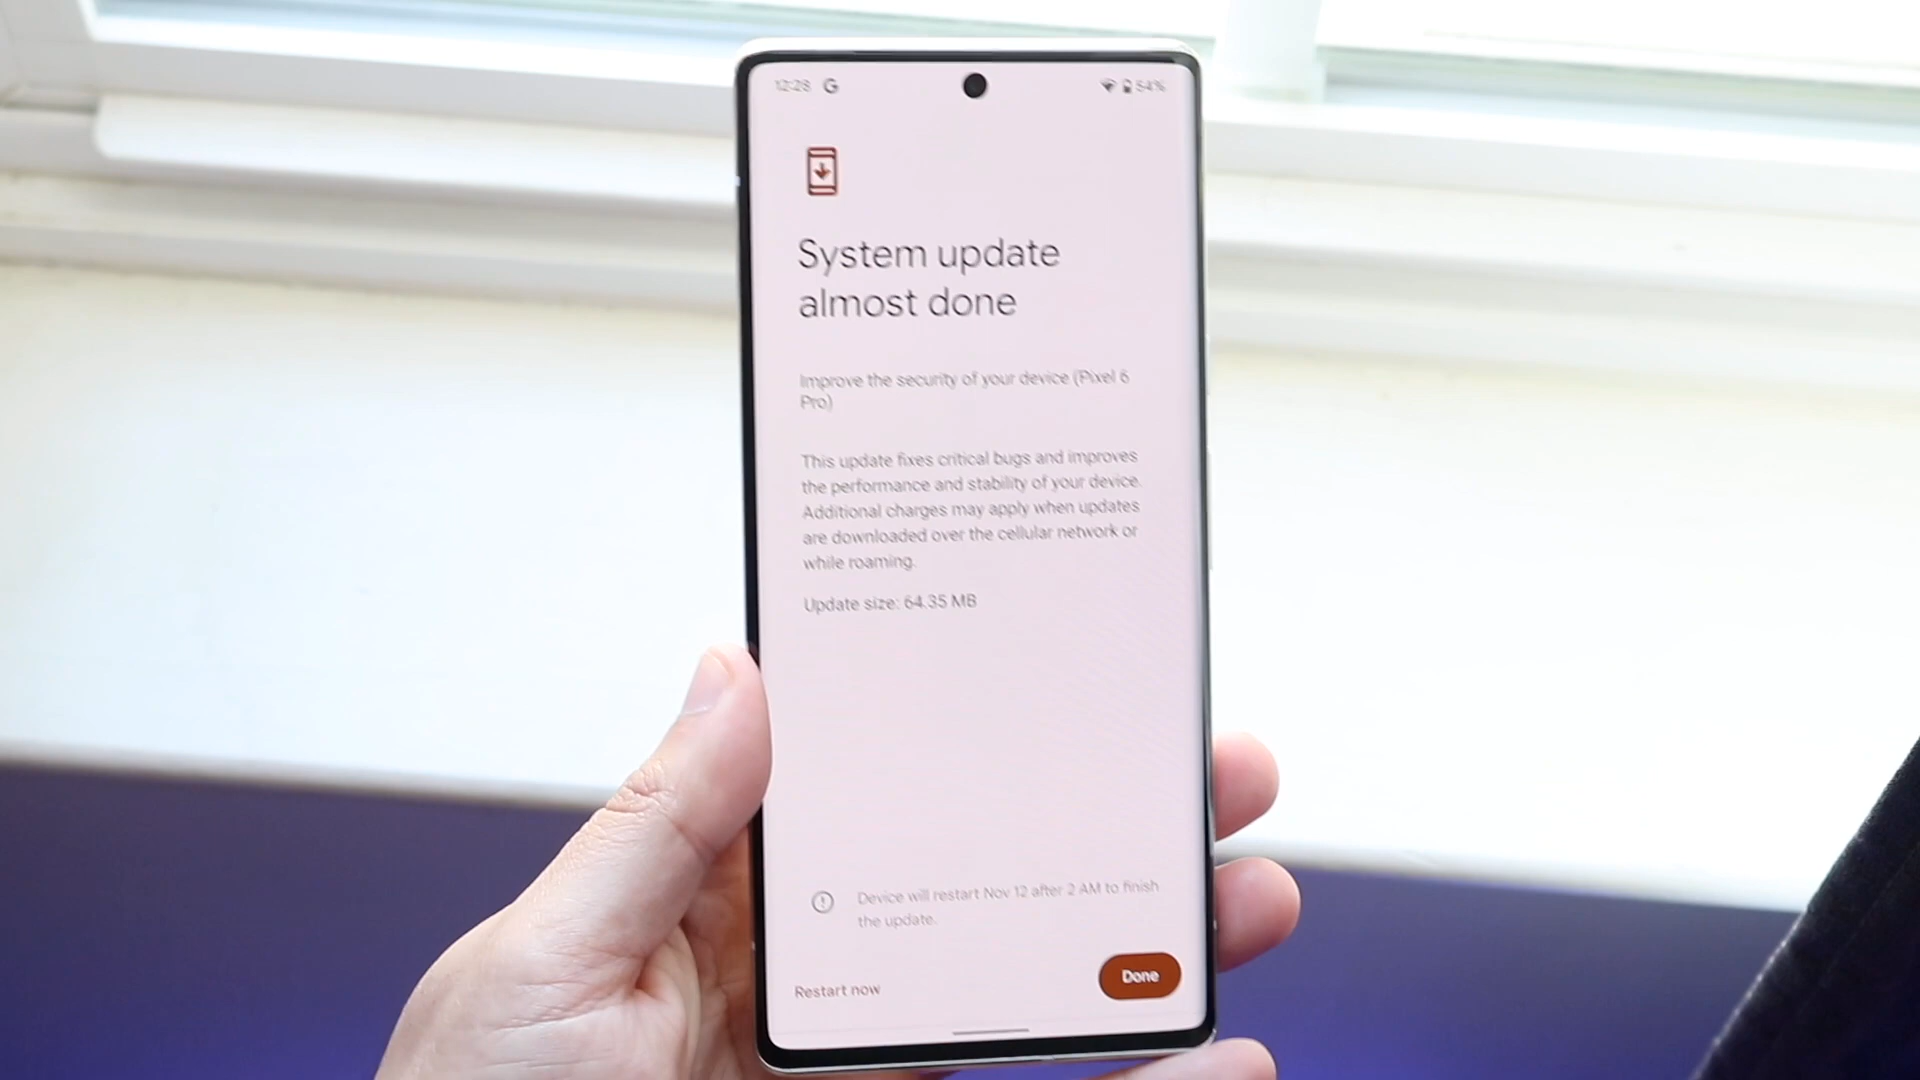 12:28 G 54%
System update
almost done
Improve the security of your device (Pixel 6
Pro)
This update fixes critical bugs and improves
the performance and stability of your device.
Additional charges may apply when updates
are downloaded over the cellular network or
while roaming.
Update size: 64.35 MB
Device will restart Nov 12 after 2 AM to finish
the update.
Restart now
Done